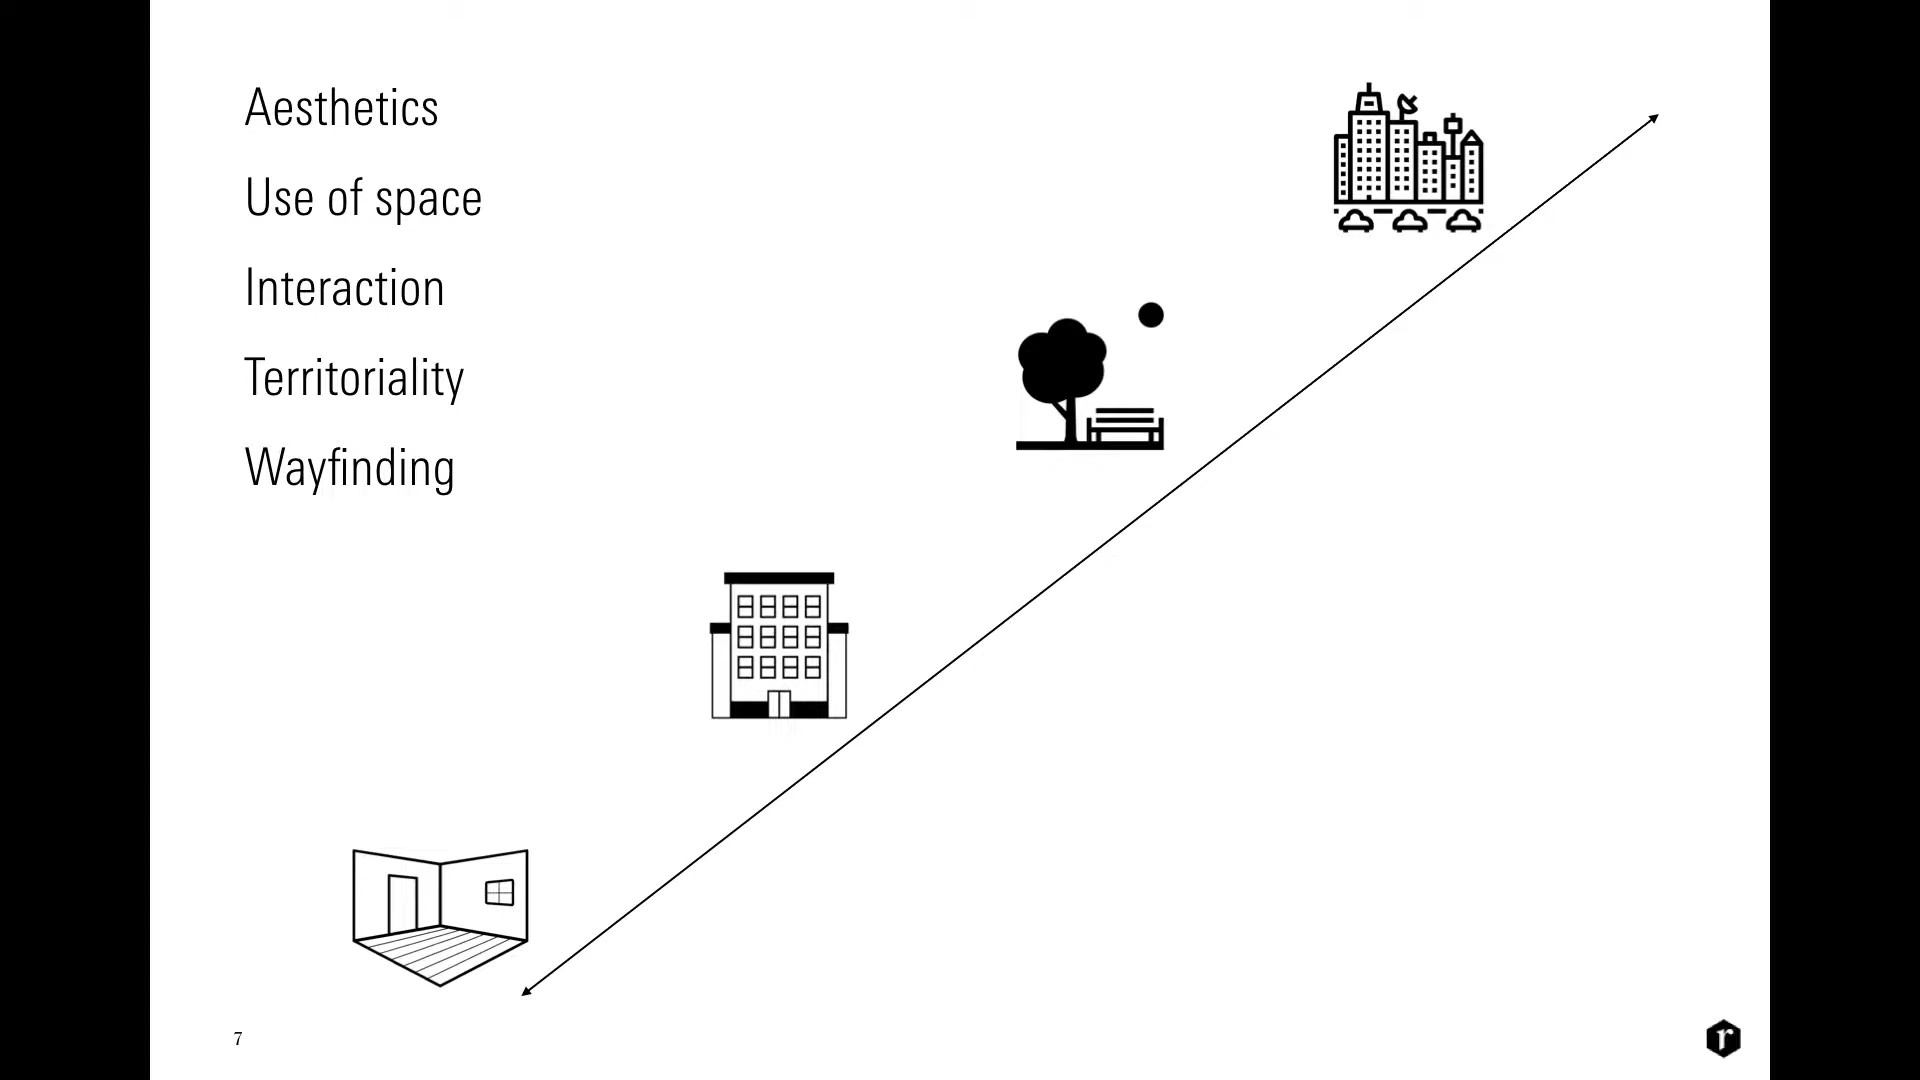 Aesthetics
Use of space
Interaction
Territoriality
Wayfinding
7
r